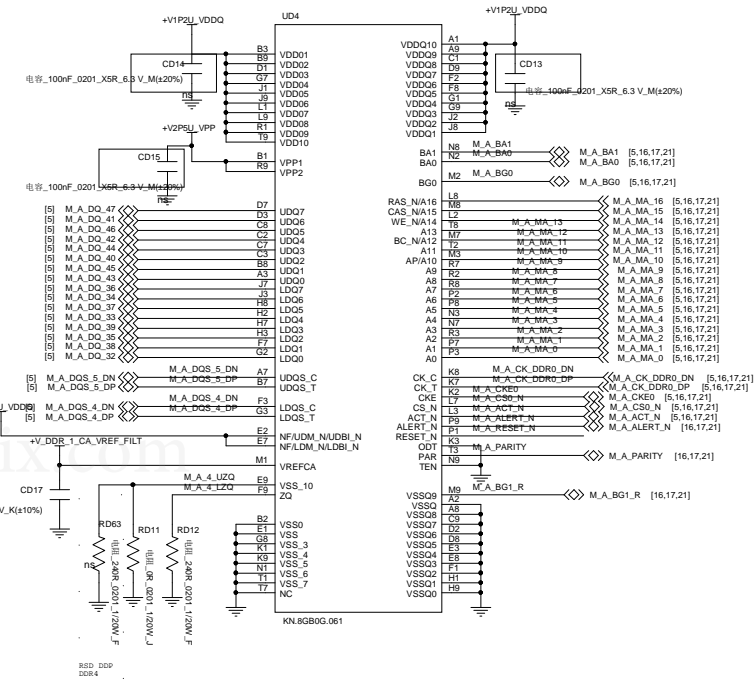 +V1P2U_VDDQ
UD4
+V1P2U_VDDQ
CD14
电容_100nF_0201_X5R_6.3 V_M(±20%)
ns
+V2P5U_VPP
CD15
电容_100nF_0201_X5R_6.3 V_M(±20%)
ns
B3 VDD01
B9 VDD02
D1 VDD03
G7 VDD04
J1 VDD05
J9 VDD06
L1 VDD07
L9 VDD08
R1 VDD09
T9 VDD10
B1 VPP1
R9 VPP2
[5] M_A_DQ_47 D7 UDQ7
[5] M_A_DQ_41 D3 UDQ6
[5] M_A_DQ_46 C8 UDQ5
[5] M_A_DQ_42 C2 UDQ4
[5] M_A_DQ_44 C7 UDQ3
[5] M_A_DQ_40 C3 UDQ2
[5] M_A_DQ_45 B8 UDQ1
[5] M_A_DQ_43 A3 UDQ0
[5] M_A_DQ_36 J7 LDQ7
[5] M_A_DQ_34 J3 LDQ6
[5] M_A_DQ_37 H8 LDQ5
[5] M_A_DQ_33 H2 LDQ4
[5] M_A_DQ_39 H7 LDQ3
[5] M_A_DQ_35 H3 LDQ2
[5] M_A_DQ_38 F7 LDQ1
[5] M_A_DQ_32 G2 LDQ0
[5] M_A_DQS_5_DN M_A_DQS_5_DN A7 UDQS_C
[5] M_A_DQS_5_DP M_A_DQS_5_DP B7 UDQS_T
[5] M_A_DQS_4_DN M_A_DQS_4_DN F3 LDQS_C
[5] M_A_DQS_4_DP M_A_DQS_4_DP G3 LDQS_T
E2 NF/UDM_N/UDBI_N
E7 NF/LDM_N/LDBI_N
+V_DDR_1_CA_VREF_FILT
M1 VREFCA
M_A_4_UZQ E9 VSS_10
M_A_4_LZQ F9 ZQ
CD17
V_K(±10%)
B2 VSS0
E1 VSS
G8 VSS_3
K1 VSS_4
K9 VSS_5
N1 VSS_6
T1 VSS_7
T7 NC
RD63
ns
电阻_240R_0201_1/20W_F
RD11
电阻_0R_0201_1/20W_J
RD12
电阻_240R_0201_1/20W_F
KN.8GB0G.061
RSD DDP
DDR4
VDDQ10 A1
VDDQ9 A9
VDDQ8 C1
VDDQ7 D9
VDDQ6 F2
VDDQ5 F8
VDDQ4 G1
VDDQ3 G9
VDDQ2 J2
VDDQ1 J8
CD13
电容_100nF_0201_X5R_6.3 V_M(±20%)
ns
BA1 N8 M_A_BA1 M_A_BA1 [5,16,17,21]
BA0 N2 M_A_BA0 M_A_BA0 [5,16,17,21]
BG0 M2 M_A_BG0 M_A_BG0 [5,16,17,21]
RAS_N/A16 L8 M_A_MA_16 [5,16,17,21]
CAS_N/A15 M8 M_A_MA_15 [5,16,17,21]
WE_N/A14 L2 M_A_MA_14 [5,16,17,21]
A13 T8 M_A_MA_13 M_A_MA_13 [5,16,17,21]
BC_N/A12 M7 M_A_MA_12 M_A_MA_12 [5,16,17,21]
A11 T2 M_A_MA_11 M_A_MA_11 [5,16,17,21]
AP/A10 M3 M_A_MA_10 M_A_MA_10 [5,16,17,21]
A9 R7 M_A_MA_9 M_A_MA_9 [5,16,17,21]
A8 R2 M_A_MA_8 M_A_MA_8 [5,16,17,21]
A7 R8 M_A_MA_7 M_A_MA_7 [5,16,17,21]
A6 P2 M_A_MA_6 M_A_MA_6 [5,16,17,21]
A5 P8 M_A_MA_5 M_A_MA_5 [5,16,17,21]
A4 N3 M_A_MA_4 M_A_MA_4 [5,16,17,21]
A3 N7 M_A_MA_3 M_A_MA_3 [5,16,17,21]
A2 R3 M_A_MA_2 M_A_MA_2 [5,16,17,21]
A1 P7 M_A_MA_1 M_A_MA_1 [5,16,17,21]
A0 P3 M_A_MA_0 M_A_MA_0 [5,16,17,21]
CK_C K8 M_A_CK_DDR0_DN M_A_CK_DDR0_DN [5,16,17,21]
CK_T K7 M_A_CK_DDR0_DP M_A_CK_DDR0_DP [5,16,17,21]
CKE K2 M_A_CKE0 M_A_CKE0 [5,16,17,21]
CS_N L7 M_A_CS0_N M_A_CS0_N [5,16,17,21]
ACT_N L3 M_A_ACT_N M_A_ACT_N [5,16,17,21]
ALERT_N P9 M_A_ALERT_N M_A_ALERT_N [16,17,21]
RESET_N P1 M_A_RESET_N
ODT K3
PAR T3 M_A_PARITY M_A_PARITY [16,17,21]
TEN N9
VSSQ9 M9 M_A_BG1_R M_A_BG1_R [16,17,21]
VSSQ A2
VSSQ8 A8
VSSQ7 C9
VSSQ6 D2
VSSQ5 D8
VSSQ4 E3
VSSQ3 E8
VSSQ2 F1
VSSQ1 H1
VSSQ0 H9